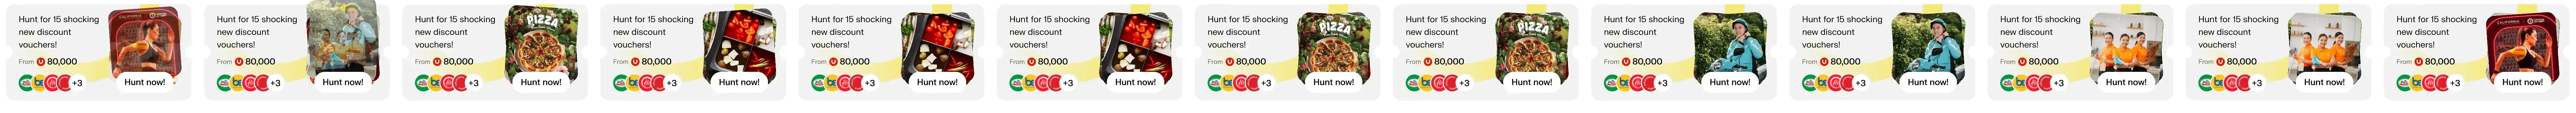 Hunt for 15 shocking
new discount
vouchers!
From U 80,000
+3
CALIFORNIA
Hunt now!
Hunt for 15 shocking
new discount
vouchers!
From U 80,000
+3
Hunt now!
Hunt for 15 shocking
new discount
vouchers!
From U 80,000
+3
PIZZA
Hunt now!
Hunt for 15 shocking
new discount
vouchers!
From U 80,000
+3
Hunt now!
Hunt for 15 shocking
new discount
vouchers!
From U 80,000
+3
Hunt now!
Hunt for 15 shocking
new discount
vouchers!
From U 80,000
+3
Hunt now!
Hunt for 15 shocking
new discount
vouchers!
From U 80,000
+3
PIZZA
Hunt now!
Hunt for 15 shocking
new discount
vouchers!
From U 80,000
+3
PIZZA
Hunt now!
Hunt for 15 shocking
new discount
vouchers!
From U 80,000
+3
Hunt now!
Hunt for 15 shocking
new discount
vouchers!
From U 80,000
+3
Hunt now!
Hunt for 15 shocking
new discount
vouchers!
From U 80,000
+3
Hunt now!
Hunt for 15 shocking
new discount
vouchers!
From U 80,000
+3
Hunt now!
Hunt for 15 shocking
new discount
vouchers!
From U 80,000
+3
CALIFORNIA
Hunt now!